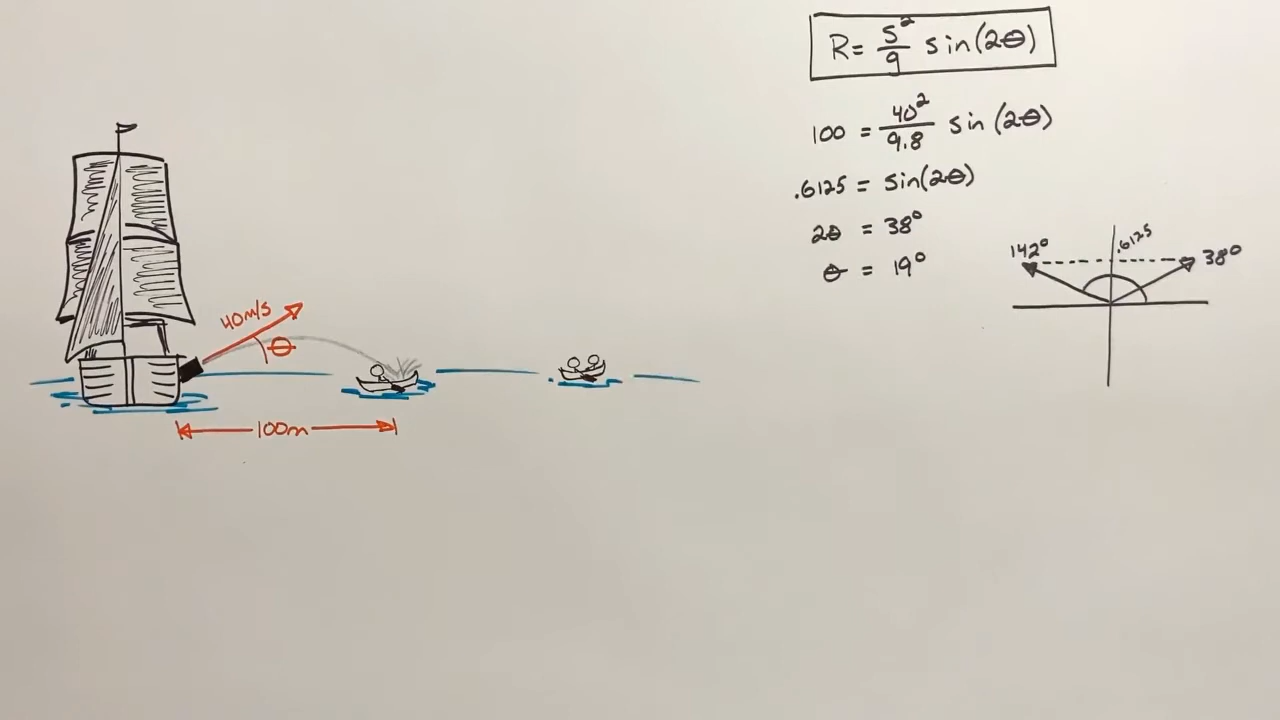 R = s²/g sin(2θ)
100 = 40²/9.8 sin(2θ)
.6125 = sin(2θ)
2θ = 38°
θ = 19°
142°
.6125
38°
40m/s
θ
100m